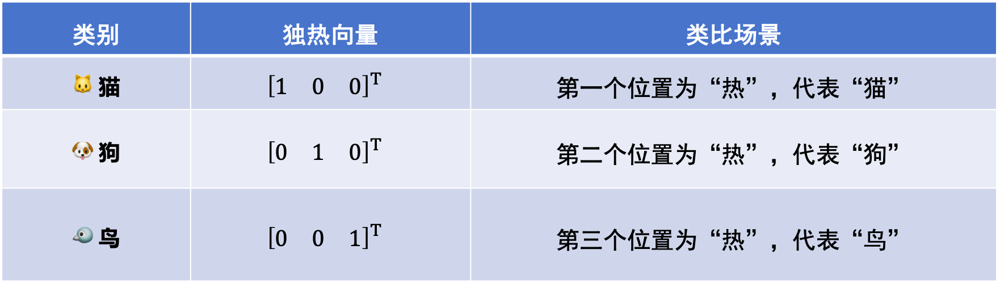 类别 独热向量 类比场景
🐱 猫 [1 0 0]ᵀ 第一个位置为“热”，代表“猫”
🐶 狗 [0 1 0]ᵀ 第二个位置为“热”，代表“狗”
🐦 鸟 [0 0 1]ᵀ 第三个位置为“热”，代表“鸟”